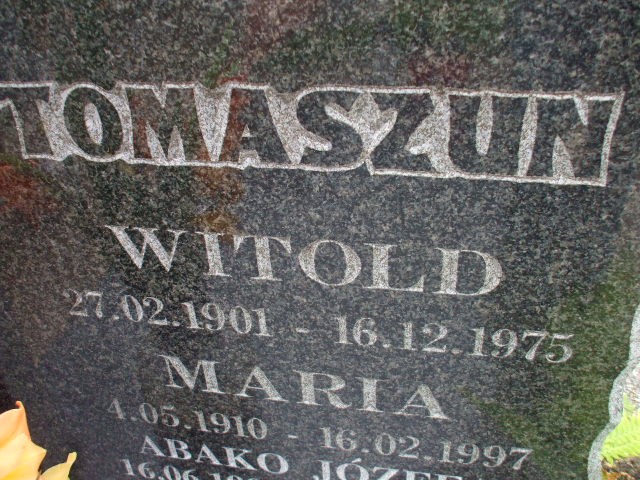 TOMASZUN
WITOLD
27.02.1901 - 16.12.1975
MARIA
4.05.1910 - 16.02.1997
ABAKO JÓZEF